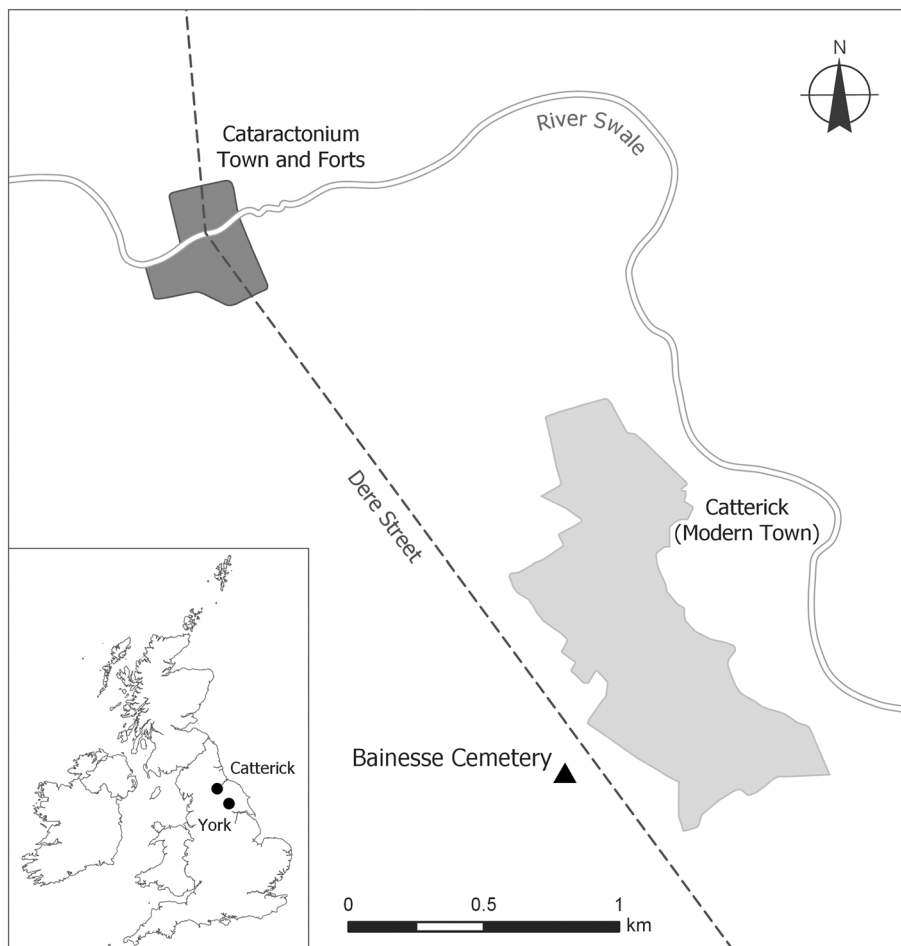 N
River Swale
Cataractonium
Town and Forts
Dere Street
Catterick
(Modern Town)
Bainesse Cemetery
Catterick
York
0 0.5 1
km